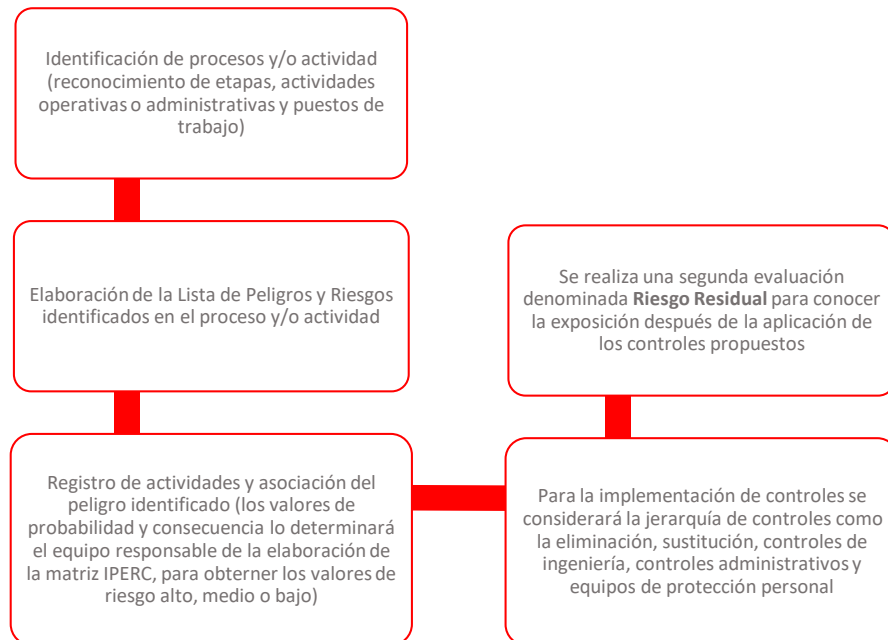 Identificación de procesos y/o actividad
(reconocimiento de etapas, actividades
operativas o administrativas y puestos de
trabajo)
Elaboración de la Lista de Peligros y Riesgos
identificados en el proceso y/o actividad
Registro de actividades y asociación del
peligro identificado (los valores de
probabilidad y consecuencia lo determinará
el equipo responsable de la elaboración de
la matriz IPERC, para obterner los valores de
riesgo alto, medio o bajo)
Para la implementación de controles se
considerará la jerarquía de controles como
la eliminación, sustitución, controles de
ingeniería, controles administrativos y
equipos de protección personal
Se realiza una segunda evaluación
denominada Riesgo Residual para conocer
la exposición después de la aplicación de
los controles propuestos